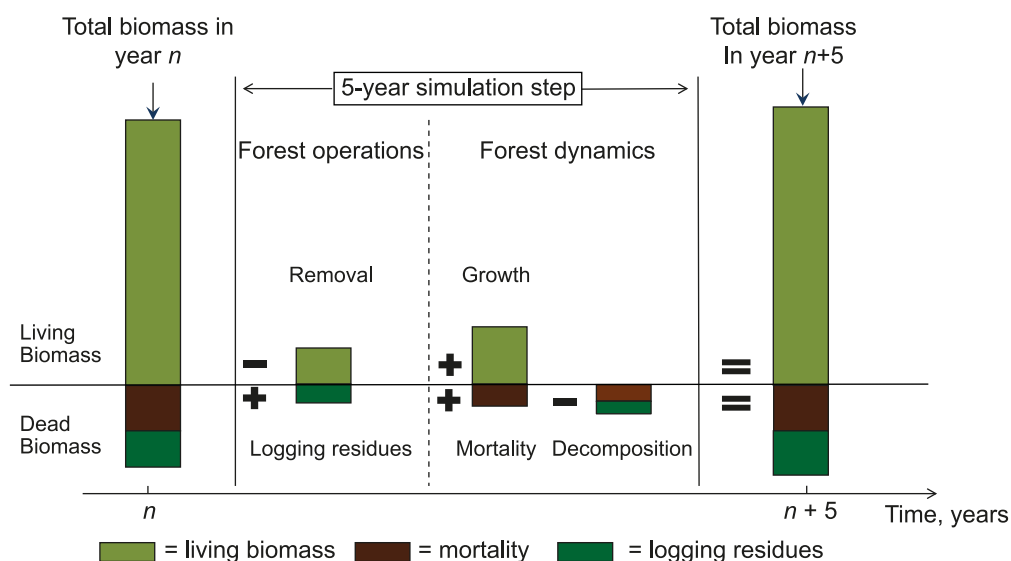 Total biomass in
year n
Total biomass
In year n+5
5-year simulation step
Forest operations
Forest dynamics
Removal
Growth
Living
Biomass
−
+
=
+
+
−
=
Dead
Biomass
Logging residues
Mortality
Decomposition
n
n + 5
Time, years
= living biomass
= mortality
= logging residues